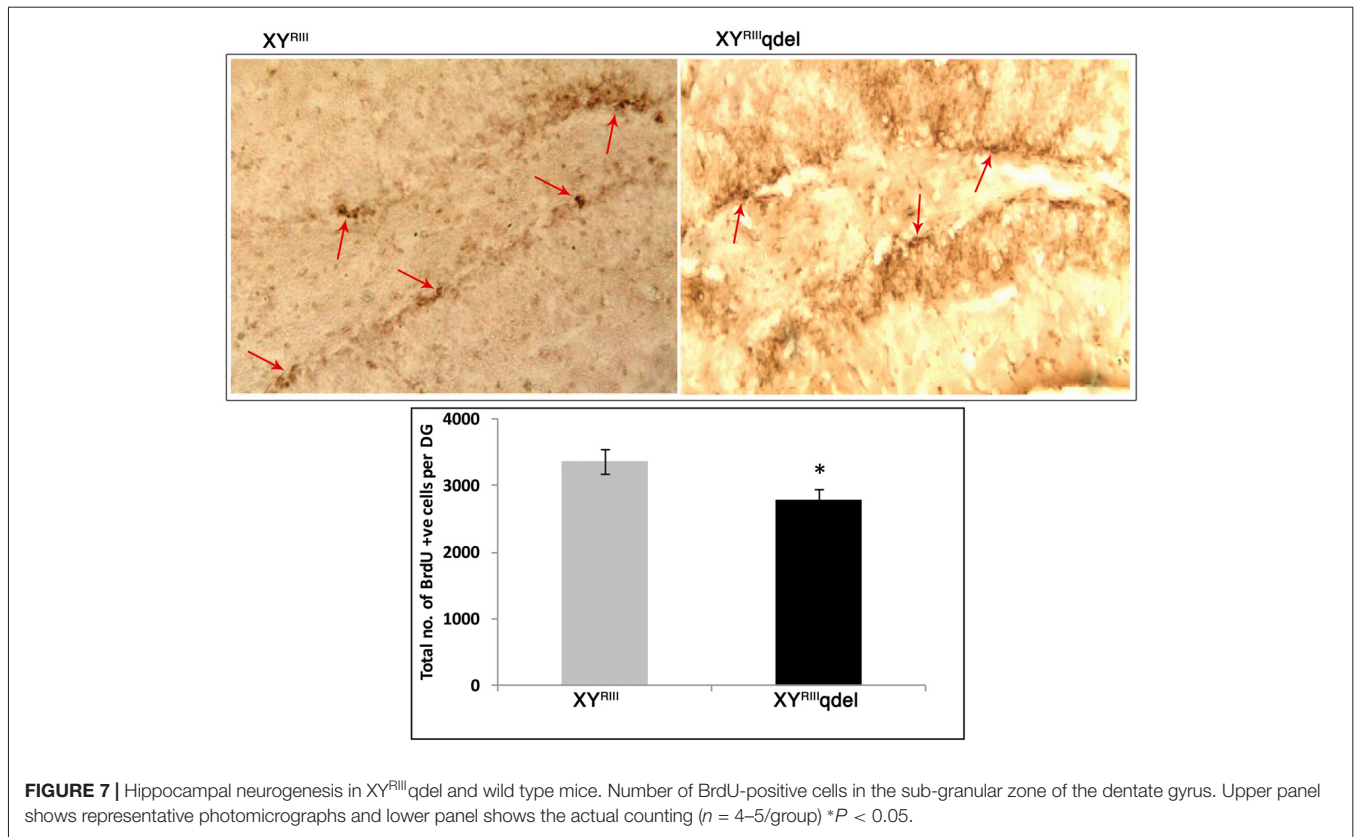 XYᴿᴵᴵᴵ
XYᴿᴵᴵᴵqdel
Total no. of BrdU +ve cells per DG
4000
3000
2000
1000
0
*
XYᴿᴵᴵᴵ
XYᴿᴵᴵᴵqdel
FIGURE 7 | Hippocampal neurogenesis in XYᴿᴵᴵᴵqdel and wild type mice. Number of BrdU-positive cells in the sub-granular zone of the dentate gyrus. Upper panel
shows representative photomicrographs and lower panel shows the actual counting (n = 4–5/group) *P < 0.05.